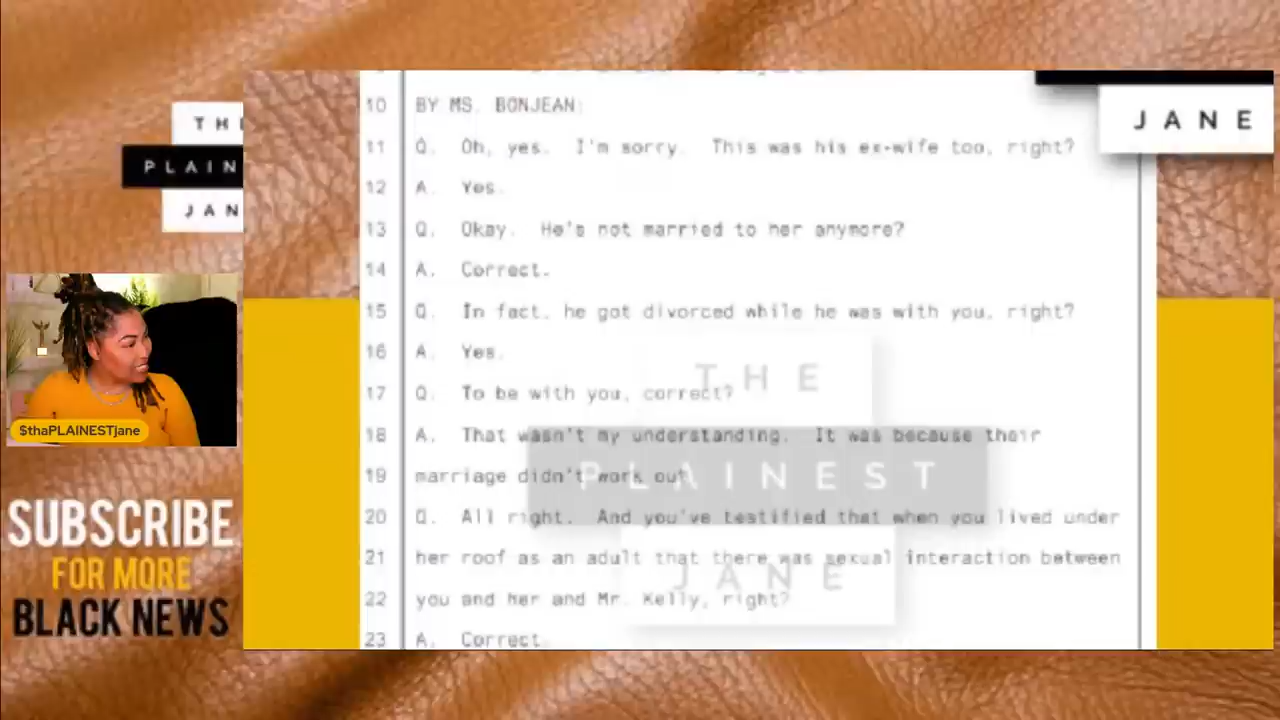 THE
PLAIN
JAN
$thaPLAINESTjane
SUBSCRIBE
FOR MORE
BLACK NEWS
JANE
10 BY MS. BONJEAN:
11 Q. Oh, yes. I'm sorry. This was his ex-wife too, right?
12 A. Yes.
13 Q. Okay. He's not married to her anymore?
14 A. Correct.
15 Q. In fact, he got divorced while he was with you, right?
16 A. Yes.
17 Q. To be with you, correct?
18 A. That wasn't my understanding. It was because their
19 marriage didn't work out.
20 Q. All right. And you've testified that when you lived under
21 her roof as an adult that there was sexual interaction between
22 you and her and Mr. Kelly, right?
23 A. Correct.
THE
PLAINEST
JANE